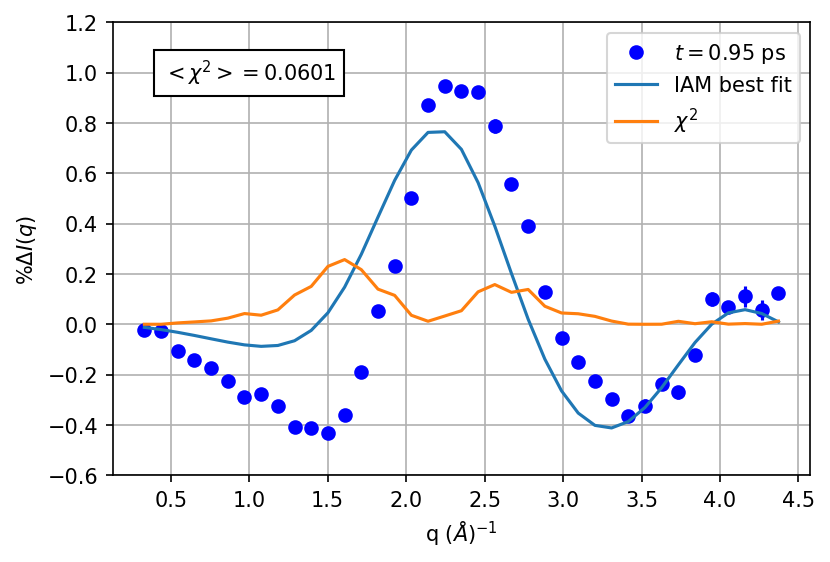 < χ² > = 0.0601
t = 0.95 ps
IAM best fit
χ²
%ΔI(q)
1.2
1.0
0.8
0.6
0.4
0.2
0.0
−0.2
−0.4
−0.6
0.5 1.0 1.5 2.0 2.5 3.0 3.5 4.0 4.5
q (Å)⁻¹